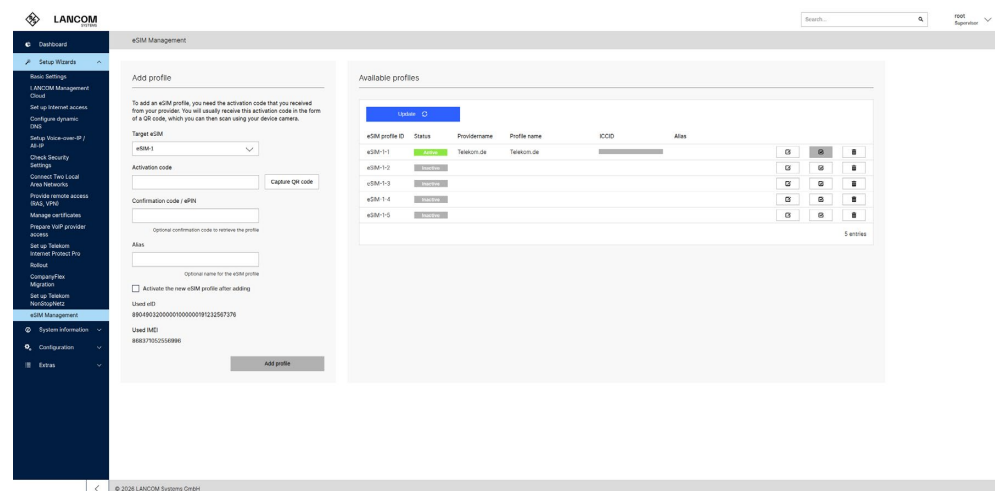 LANCOM
SYSTEMS
Search...
root
Supervisor
Dashboard
Setup Wizards
Basic Settings
LANCOM Management
Cloud
Set up Internet access
Configure dynamic
DNS
Setup Voice-over-IP /
All-IP
Check Security
Settings
Connect Two Local
Area Networks
Provide remote access
(RAS, VPN)
Manage certificates
Prepare VoIP provider
access
Set up Telekom
Internet Protect Pro
Rollout
CompanyFlex
Migration
Set up Telekom
NonStopNetz
eSIM Management
System information
Configuration
Extras
eSIM Management
Add profile
To add an eSIM profile, you need the activation code that you received
from your provider. You will usually receive this activation code in the form
of a QR code, which you can then scan using your device camera.
Target eSIM
eSIM-1
Activation code
Capture QR code
Confirmation code / ePIN
Optional confirmation code to retrieve the profile
Alias
Optional name for the eSIM profile
Activate the new eSIM profile after adding
Used eID
89049032000001000000191232567376
Used IMEI
868371052556996
Add profile
Available profiles
Update
eSIM profile ID Status Providername Profile name ICCID Alias
eSIM-1-1 Active Telekom.de Telekom.de
eSIM-1-2 Inactive
eSIM-1-3 Inactive
eSIM-1-4 Inactive
eSIM-1-5 Inactive
5 entries
© 2026 LANCOM Systems GmbH